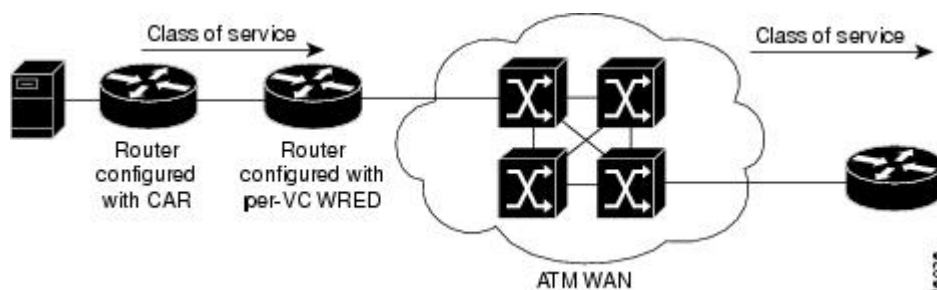 Class of service
Class of service
Router
configured
with CAR
Router
configured with
per-VC WRED
ATM WAN